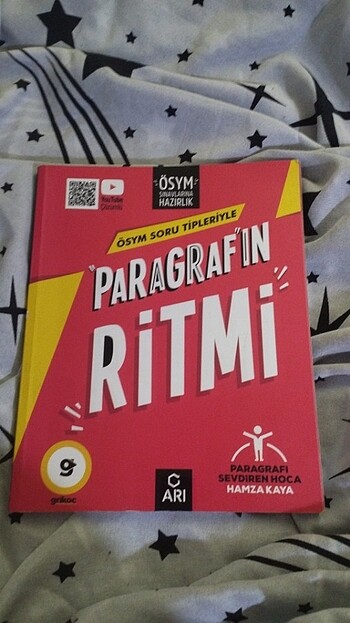 YouTube
Çözümlü
ÖSYM
SINAVLARINA
HAZIRLIK
ÖSYM SORU TİPLERİYLE
'PARAGRAF'IN
RİTMİ
g
grikoç
ARI
PARAGRAFI
SEVDİREN HOCA
HAMZA KAYA